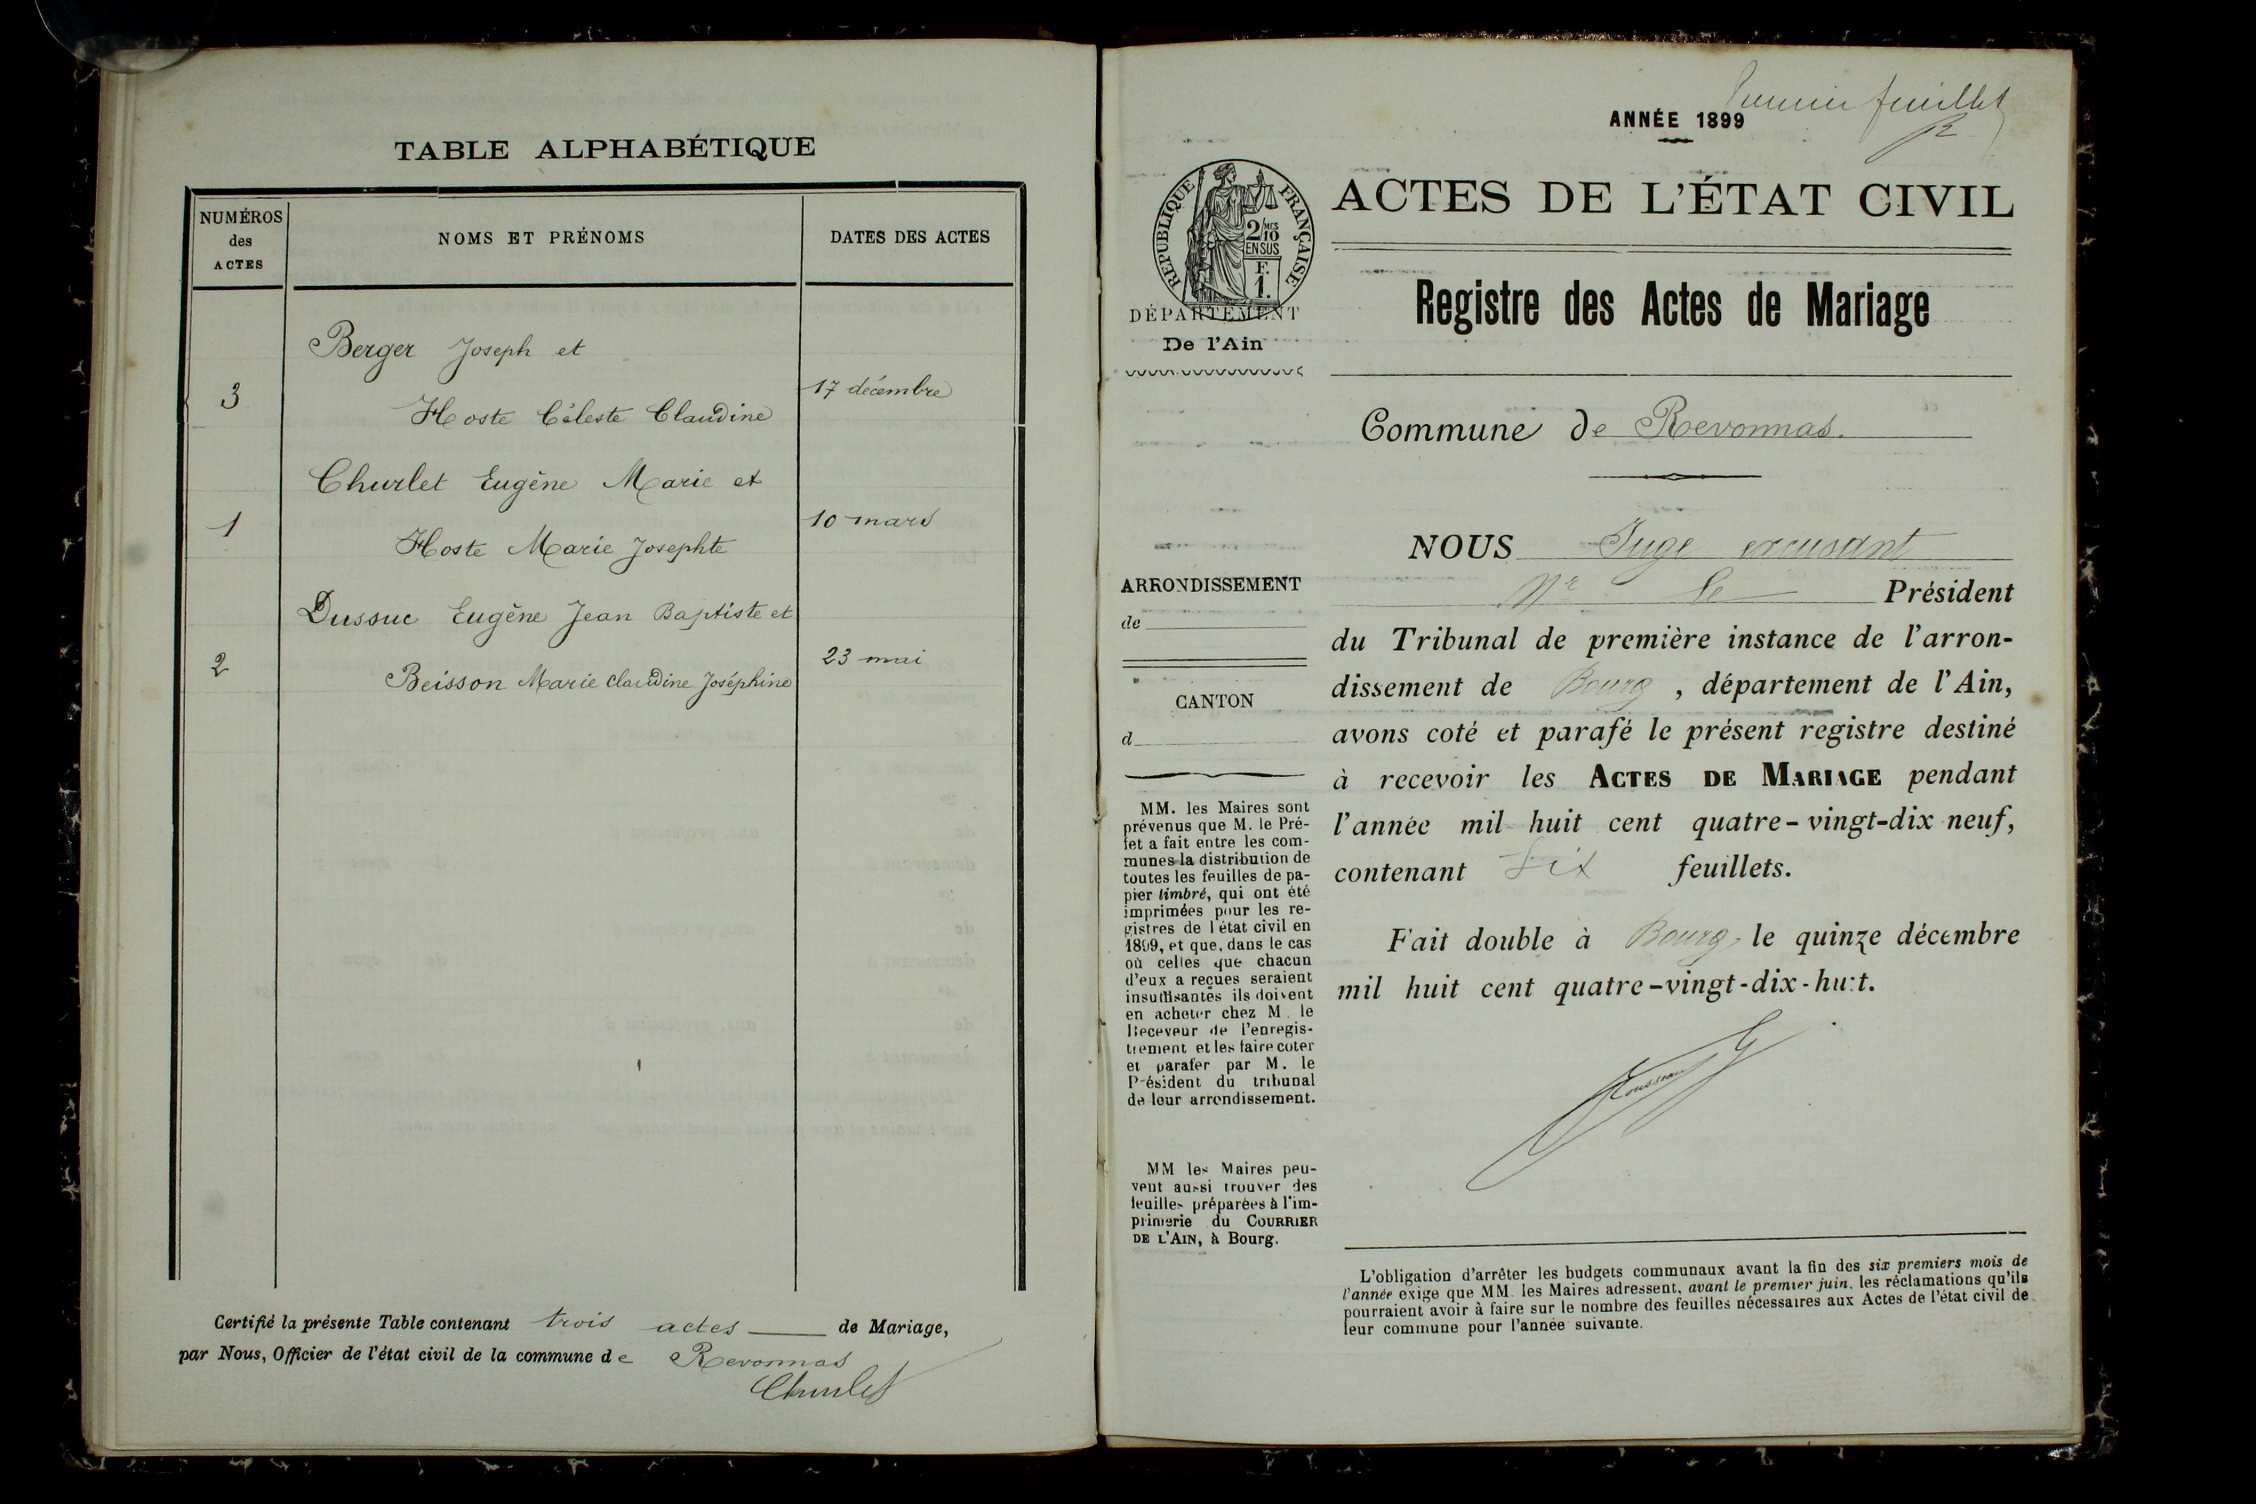 TABLE ALPHABÉTIQUE
NUMÉROS
des
ACTES
NOMS ET PRÉNOMS
DATES DES ACTES
Berger Joseph et
3
17 décembre
Hoste Céleste Claudine
Churlet Eugène Marie et
1
10 mars
Hoste Marie Josephte
Dussuc Eugène Jean Baptiste et
2
23 mai
Beisson Marie Claudine Joséphine
Certifié la présente Table contenant trois actes de Mariage,
par Nous, Officier de l'état civil de la commune de Revonnas
Churlet
Premier feuillet
ANNÉE 1899
RÉPUBLIQUE FRANÇAISE
2/10 MES
EN SUS
F.
1.
DÉPARTEMENT
De l'Ain
ACTES DE L'ÉTAT CIVIL
Registre des Actes de Mariage
Commune de Revonnas.
ARRONDISSEMENT
de
CANTON
d
MM. les Maires sont
prévenus que M. le Pré-
fet a fait entre les com-
munes la distribution de
toutes les feuilles de pa-
pier timbré, qui ont été
imprimées pour les re-
gistres de l'état civil en
1899, et que, dans le cas
où celles que chacun
d'eux a reçues seraient
insuffisantes ils doivent
en acheter chez M. le
Receveur de l'enregis-
trement et les faire coter
et parafer par M. le
Président du tribunal
de leur arrondissement.
MM les Maires peu-
vent aussi trouver des
feuilles préparées à l'im-
primerie du COURRIER
DE L'AIN, à Bourg.
NOUS Juge excusant
Mr le Président
du Tribunal de première instance de l'arron-
dissement de Bourg, département de l'Ain,
avons coté et parafé le présent registre destiné
à recevoir les ACTES DE MARIAGE pendant
l'année mil huit cent quatre-vingt-dix neuf,
contenant six feuillets.
Fait double à Bourg, le quinze décembre
mil huit cent quatre-vingt-dix-huit.
Rousseau
L'obligation d'arrêter les budgets communaux avant la fin des six premiers mois de
l'année exige que MM. les Maires adressent, avant le premier juin, les réclamations qu'ils
pourraient avoir à faire sur le nombre des feuilles nécessaires aux Actes de l'état civil de
leur commune pour l'année suivante.